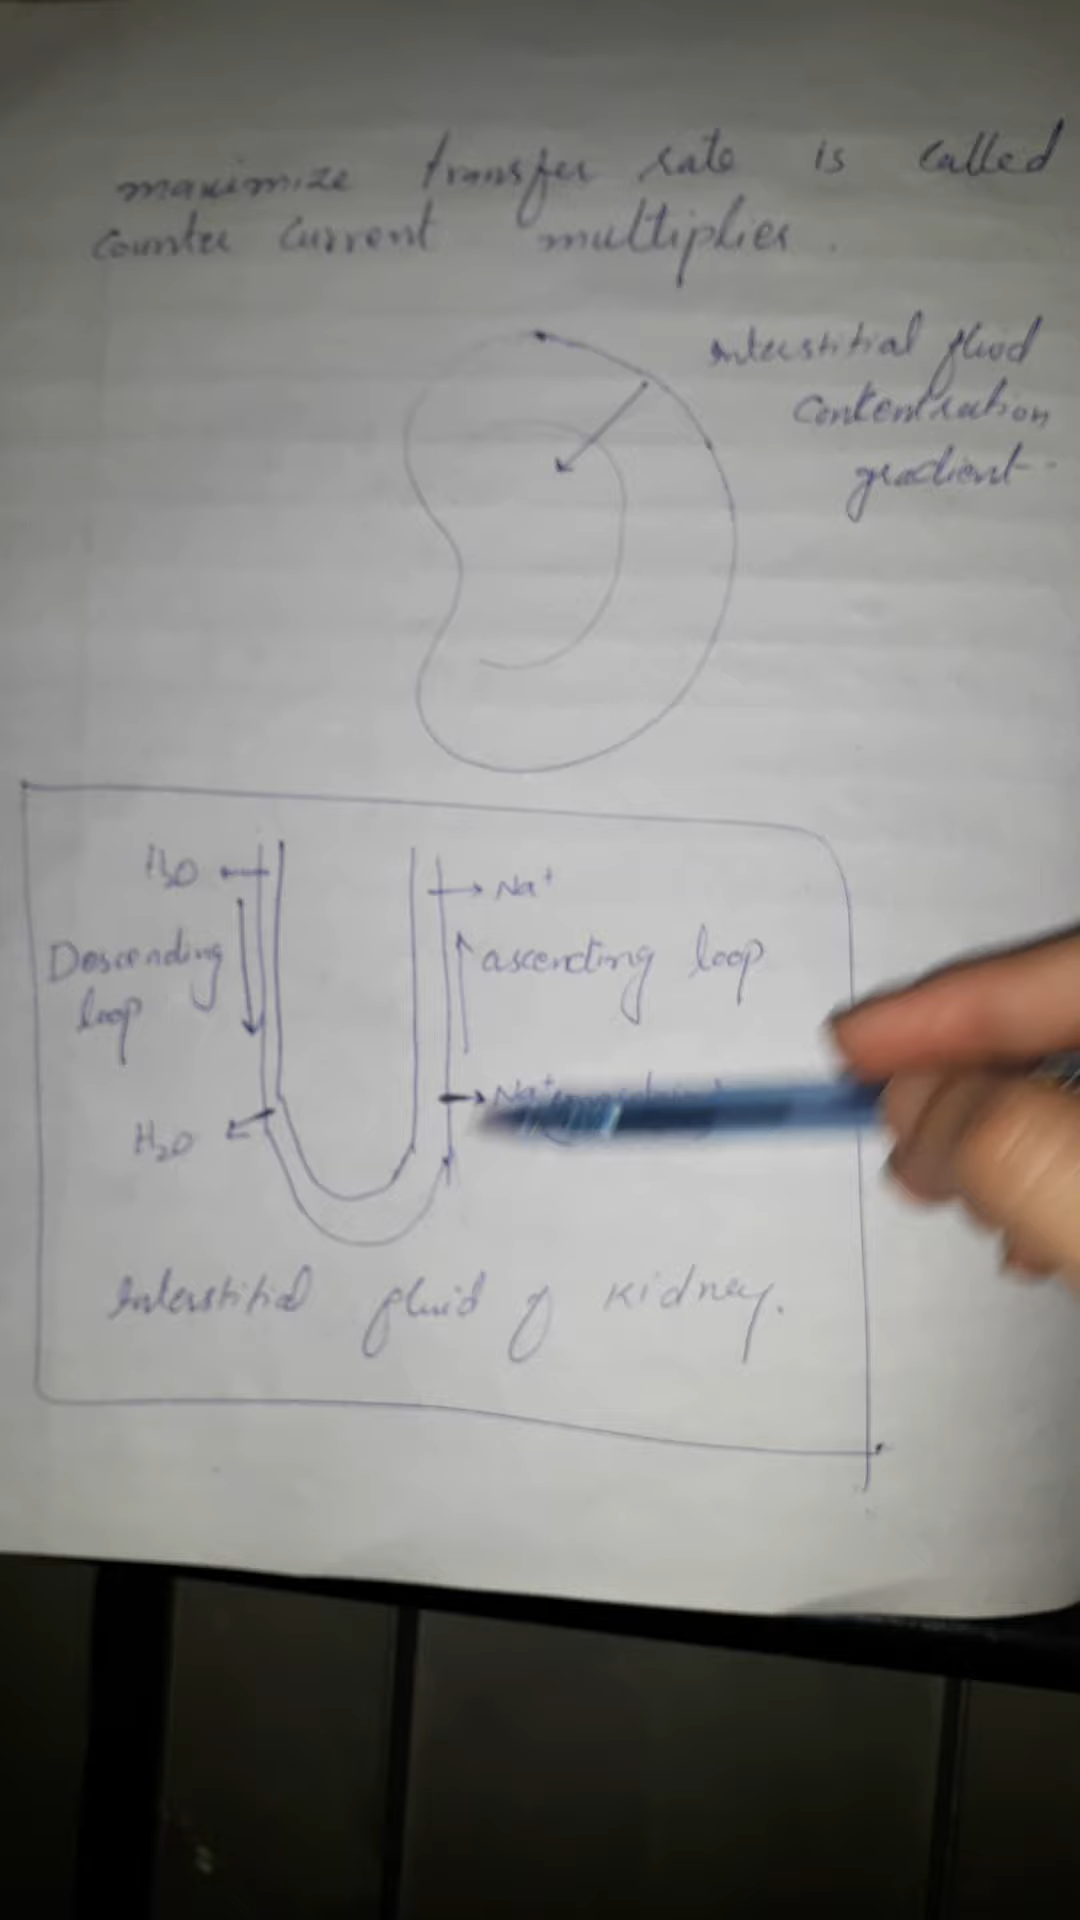 maximize transfer rate is called
counter current multiplier.
interstitial fluid
concentration
gradient
H2O
Na+
Descending
loop
ascending loop
Na+
H2O
Interstitial fluid of kidney.